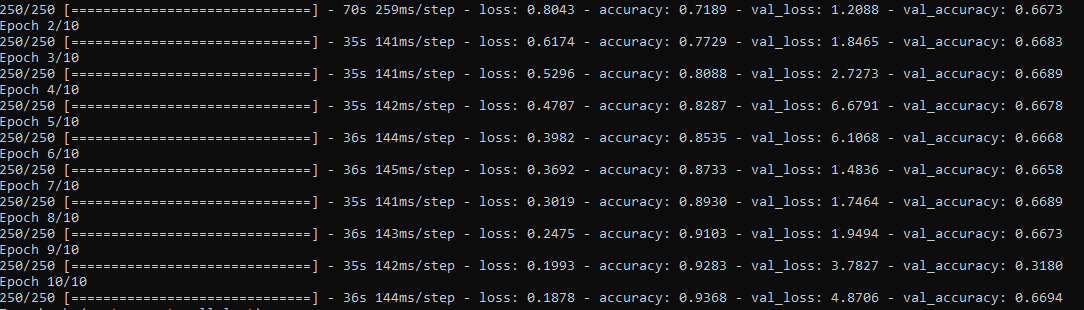 250/250 [==============================] - 70s 259ms/step - loss: 0.8043 - accuracy: 0.7189 - val_loss: 1.2088 - val_accuracy: 0.6673
Epoch 2/10
250/250 [==============================] - 35s 141ms/step - loss: 0.6174 - accuracy: 0.7729 - val_loss: 1.8465 - val_accuracy: 0.6683
Epoch 3/10
250/250 [==============================] - 35s 141ms/step - loss: 0.5296 - accuracy: 0.8088 - val_loss: 2.7273 - val_accuracy: 0.6689
Epoch 4/10
250/250 [==============================] - 35s 142ms/step - loss: 0.4707 - accuracy: 0.8287 - val_loss: 6.6791 - val_accuracy: 0.6678
Epoch 5/10
250/250 [==============================] - 36s 144ms/step - loss: 0.3982 - accuracy: 0.8535 - val_loss: 6.1068 - val_accuracy: 0.6668
Epoch 6/10
250/250 [==============================] - 36s 145ms/step - loss: 0.3692 - accuracy: 0.8733 - val_loss: 1.4836 - val_accuracy: 0.6658
Epoch 7/10
250/250 [==============================] - 35s 141ms/step - loss: 0.3019 - accuracy: 0.8930 - val_loss: 1.7464 - val_accuracy: 0.6689
Epoch 8/10
250/250 [==============================] - 36s 143ms/step - loss: 0.2475 - accuracy: 0.9103 - val_loss: 1.9494 - val_accuracy: 0.6673
Epoch 9/10
250/250 [==============================] - 35s 142ms/step - loss: 0.1993 - accuracy: 0.9283 - val_loss: 3.7827 - val_accuracy: 0.3180
Epoch 10/10
250/250 [==============================] - 36s 144ms/step - loss: 0.1878 - accuracy: 0.9368 - val_loss: 4.8706 - val_accuracy: 0.6694